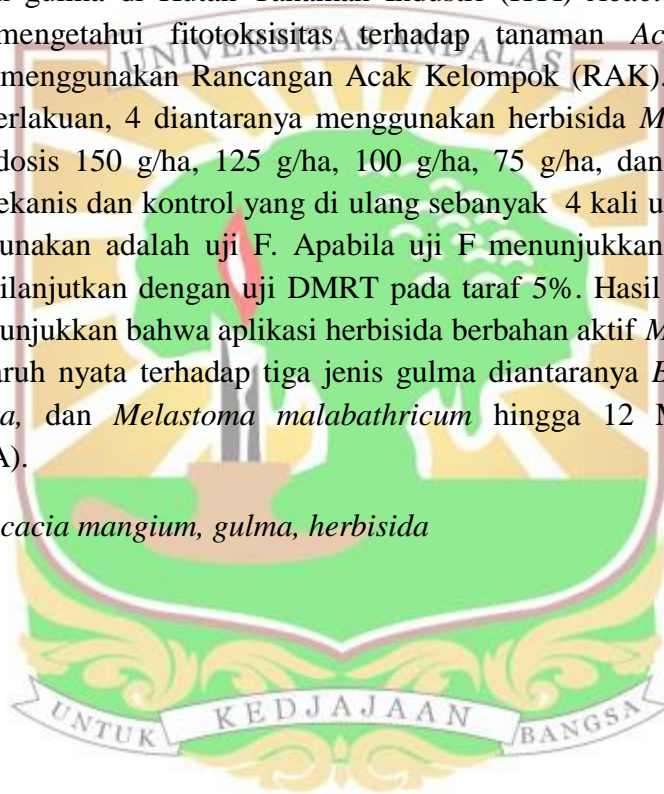 gulma di Hutan Tanaman Industri (HTI)
mengetahui fitotoksisitas terhadap tanaman Ac
UNIVERSITAS ANDALAS
menggunakan Rancangan Acak Kelompok (RAK).
erlakuan, 4 diantaranya menggunakan herbisida M
dosis 150 g/ha, 125 g/ha, 100 g/ha, 75 g/ha, dan
ekanis dan kontrol yang di ulang sebanyak 4 kali u
unakan adalah uji F. Apabila uji F menunjukkan
ilanjutkan dengan uji DMRT pada taraf 5%. Hasil
unjukkan bahwa aplikasi herbisida berbahan aktif M
aruh nyata terhadap tiga jenis gulma diantaranya
a, dan Melastoma malabathricum hingga 12 M
A).
cacia mangium, gulma, herbisida
UNTUK KEDJAJAAN BANGSA